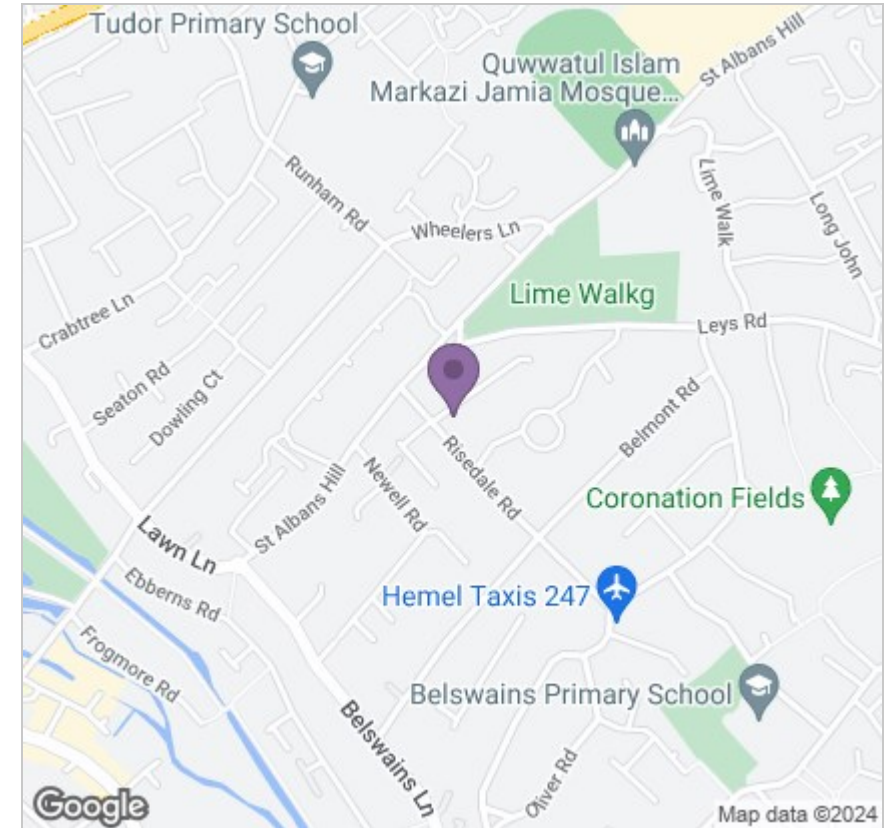 Tudor Primary School
St Albans Hill
Quwwatul Islam
Markazi Jamia Mosque...
Runham Rd
Lime Walk
Long John
Wheelers Ln
Lime Walkg
Crabtree Ln
Leys Rd
Seaton Rd
Dowling Ct
Belmont Rd
Risedale Rd
Newell Rd
St Albans Hill
Coronation Fields
Lawn Ln
Ebberns Rd
Hemel Taxis 247
Frogmore Rd
Belswains Primary School
Belswains Ln
Oliver Rd
Google
Map data ©2024